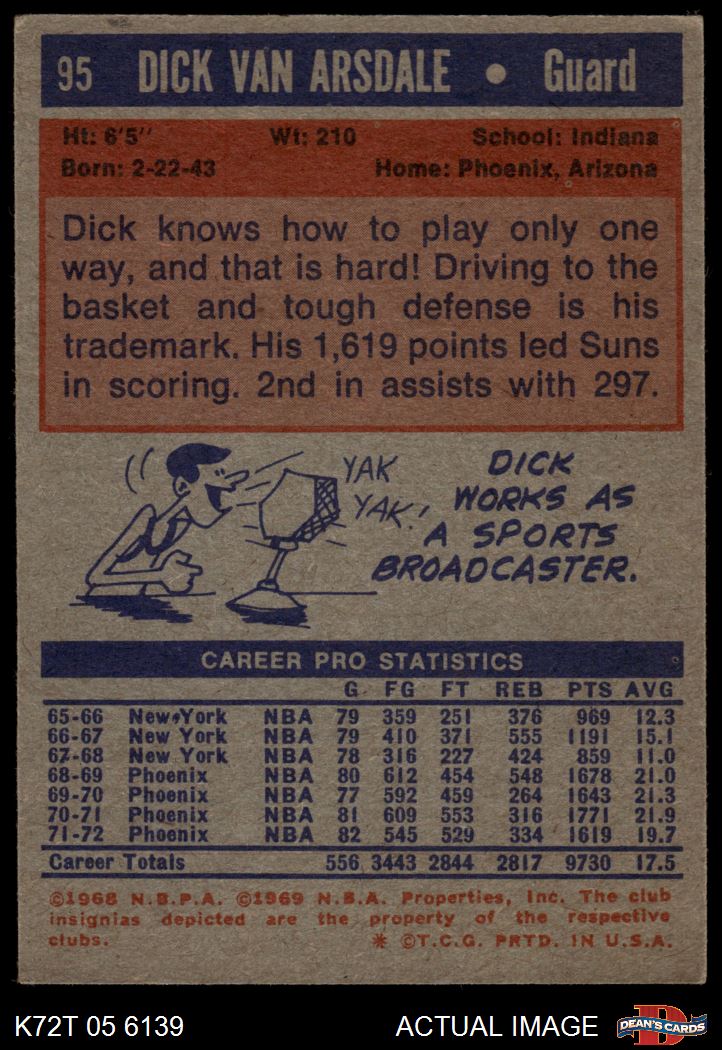 95 DICK VAN ARSDALE • Guard
Ht: 6'5" Wt: 210 School: Indiana
Born: 2-22-43 Home: Phoenix, Arizona
Dick knows how to play only one
way, and that is hard! Driving to the
basket and tough defense is his
trademark. His 1,619 points led Suns
in scoring. 2nd in assists with 297.
YAK
YAK!
DICK
WORKS AS
A SPORTS
BROADCASTER.
CAREER PRO STATISTICS
G FG FT REB PTS AVG
65-66 New York NBA 79 359 251 376 969 12.3
66-67 New York NBA 79 410 371 555 1191 15.1
67-68 New York NBA 78 316 227 424 859 11.0
68-69 Phoenix NBA 80 612 454 548 1678 21.0
69-70 Phoenix NBA 77 592 459 264 1643 21.3
70-71 Phoenix NBA 81 609 553 316 1771 21.9
71-72 Phoenix NBA 82 545 529 334 1619 19.7
Career Totals 556 3443 2844 2817 9730 17.5
©1968 N.B.P.A. ©1969 N.B.A. Properties, Inc. The club
insignias depicted are the property of the respective
clubs. * ©T.C.G. PRTD. IN U.S.A.
K72T 05 6139 ACTUAL IMAGE
D
DEAN'S CARDS